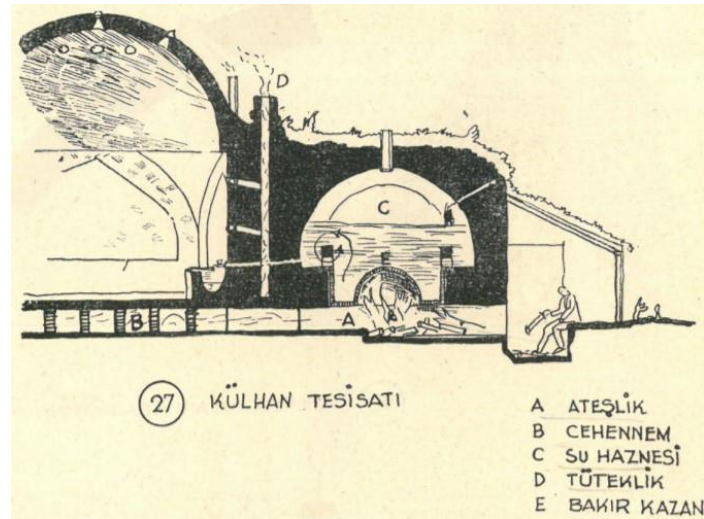 D
C
A
B
27 KÜLHAN TESİSATI
A ATEŞLİK
B CEHENNEM
C SU HAZNESİ
D TÜTEKLİK
E BAKIR KAZAN